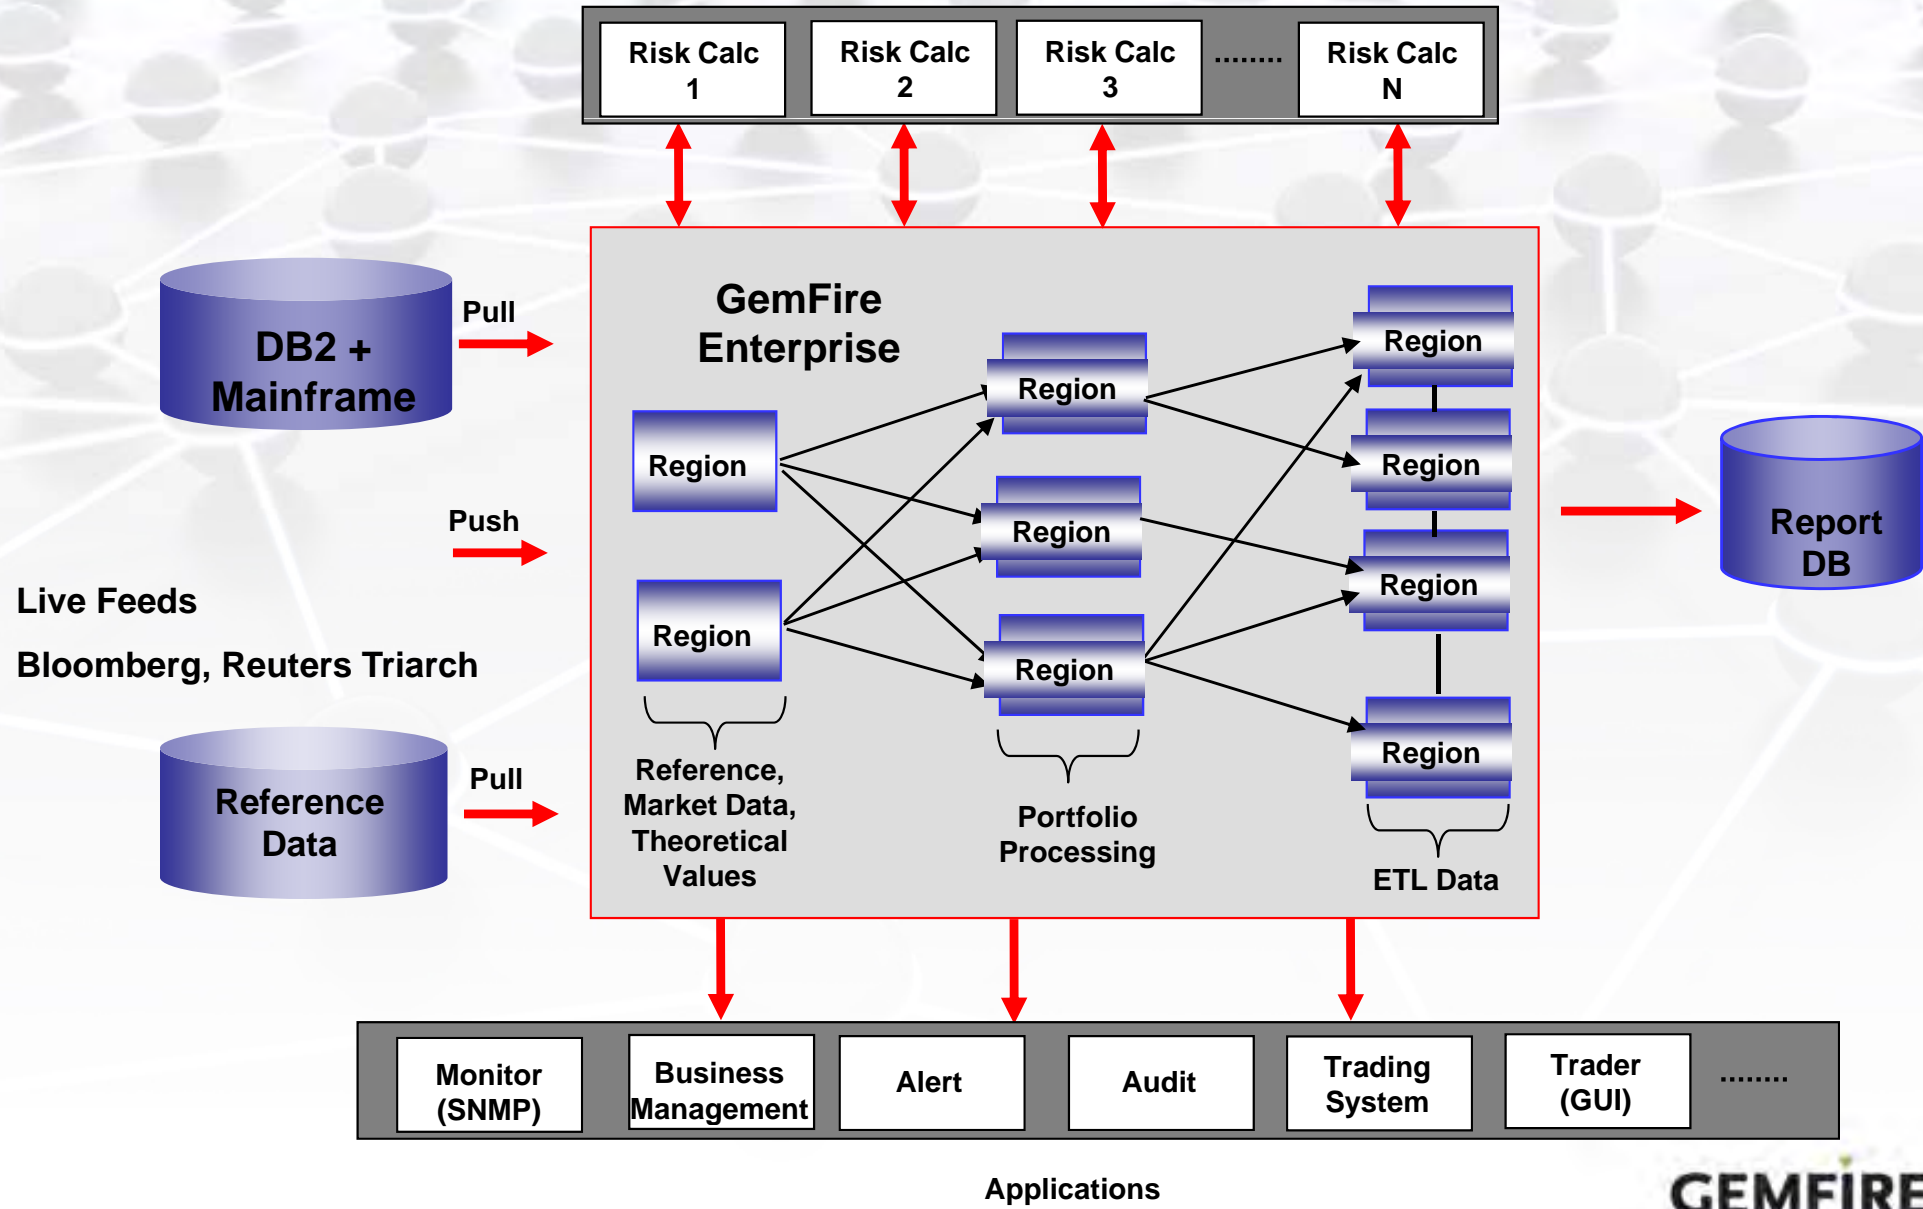 Risk Calc
1
Risk Calc
2
Risk Calc
3
........
Risk Calc
N
DB2 +
Mainframe
Pull
Push
Live Feeds
Bloomberg, Reuters Triarch
Reference
Data
Pull
GemFire
Enterprise
Region
Region
Reference,
Market Data,
Theoretical
Values
Region
Region
Region
Portfolio
Processing
Region
Region
Region
Region
ETL Data
Report
DB
Monitor
(SNMP)
Business
Management
Alert
Audit
Trading
System
Trader
(GUI)
........
Applications
GEMFIRE